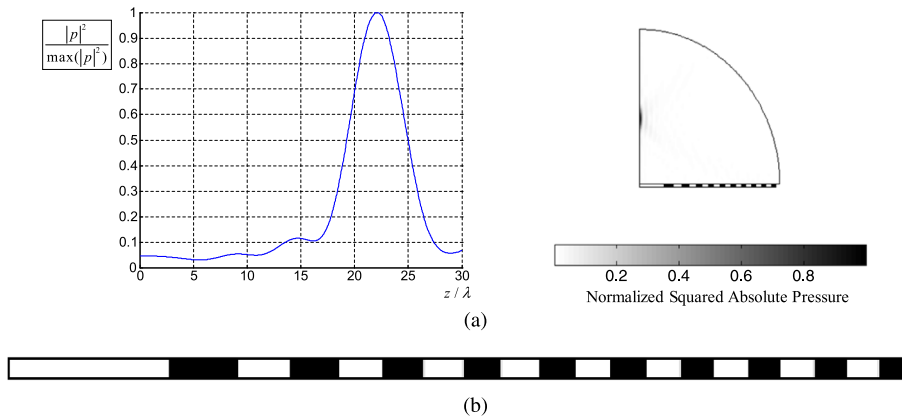 |p|²
max(|p|²)
1
0.9
0.8
0.7
0.6
0.5
0.4
0.3
0.2
0.1
0
0 5 10 15 20 25 30
z / λ
0.2 0.4 0.6 0.8
Normalized Squared Absolute Pressure
(a)
(b)